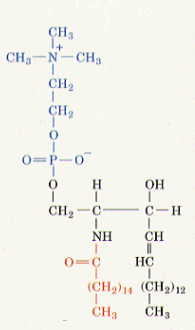 CH₃
CH₃—N⁺—CH₃
CH₂
CH₂
O
O=P—O⁻
O H OH
CH₂—C—C—H
NH CH
O=C HC
(CH₂)₁₄ (CH₂)₁₂
CH₃ CH₃